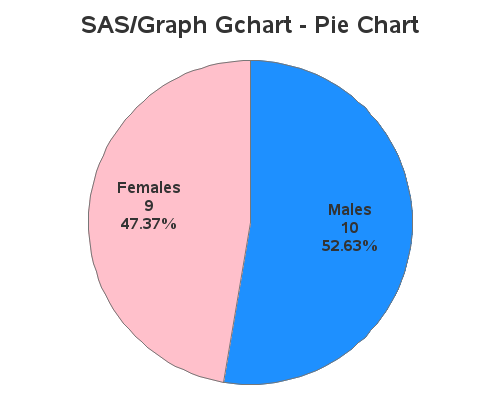 SAS/Graph Gchart - Pie Chart
Females
9
47.37%
Males
10
52.63%